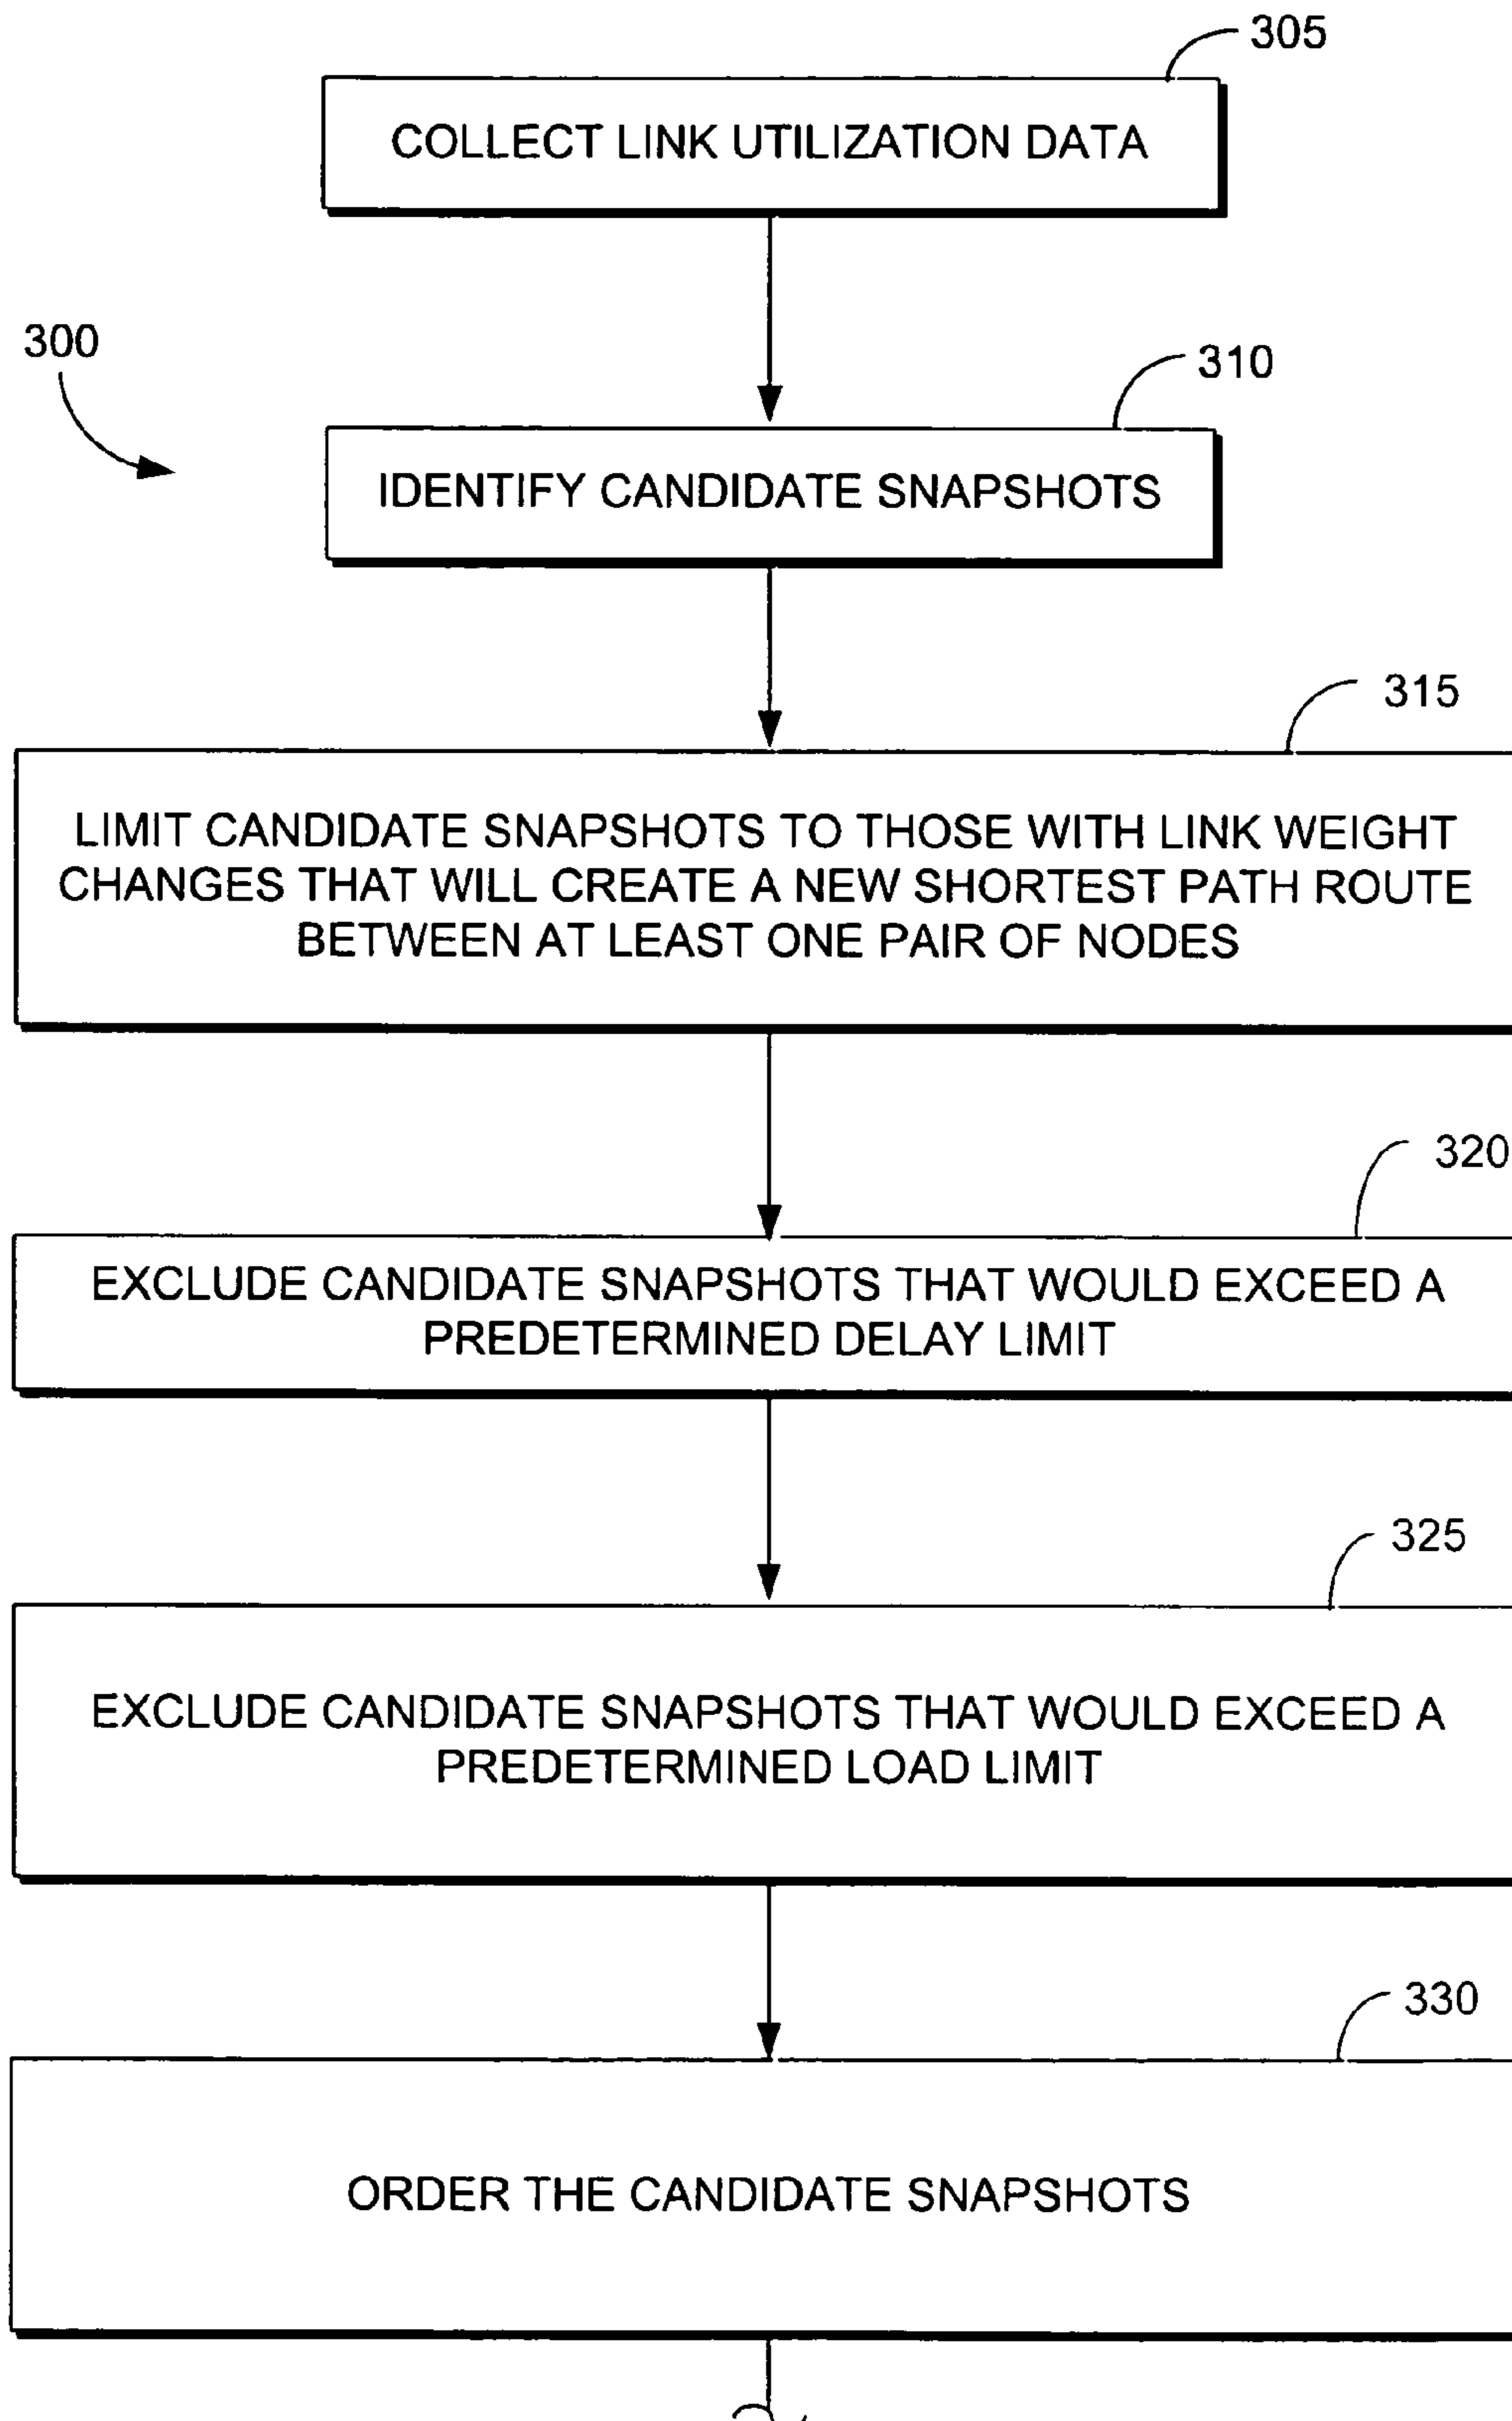 305
COLLECT LINK UTILIZATION DATA
300
310
IDENTIFY CANDIDATE SNAPSHOTS
315
LIMIT CANDIDATE SNAPSHOTS TO THOSE WITH LINK WEIGHT
CHANGES THAT WILL CREATE A NEW SHORTEST PATH ROUTE
BETWEEN AT LEAST ONE PAIR OF NODES
320
EXCLUDE CANDIDATE SNAPSHOTS THAT WOULD EXCEED A
PREDETERMINED DELAY LIMIT
325
EXCLUDE CANDIDATE SNAPSHOTS THAT WOULD EXCEED A
PREDETERMINED LOAD LIMIT
330
ORDER THE CANDIDATE SNAPSHOTS